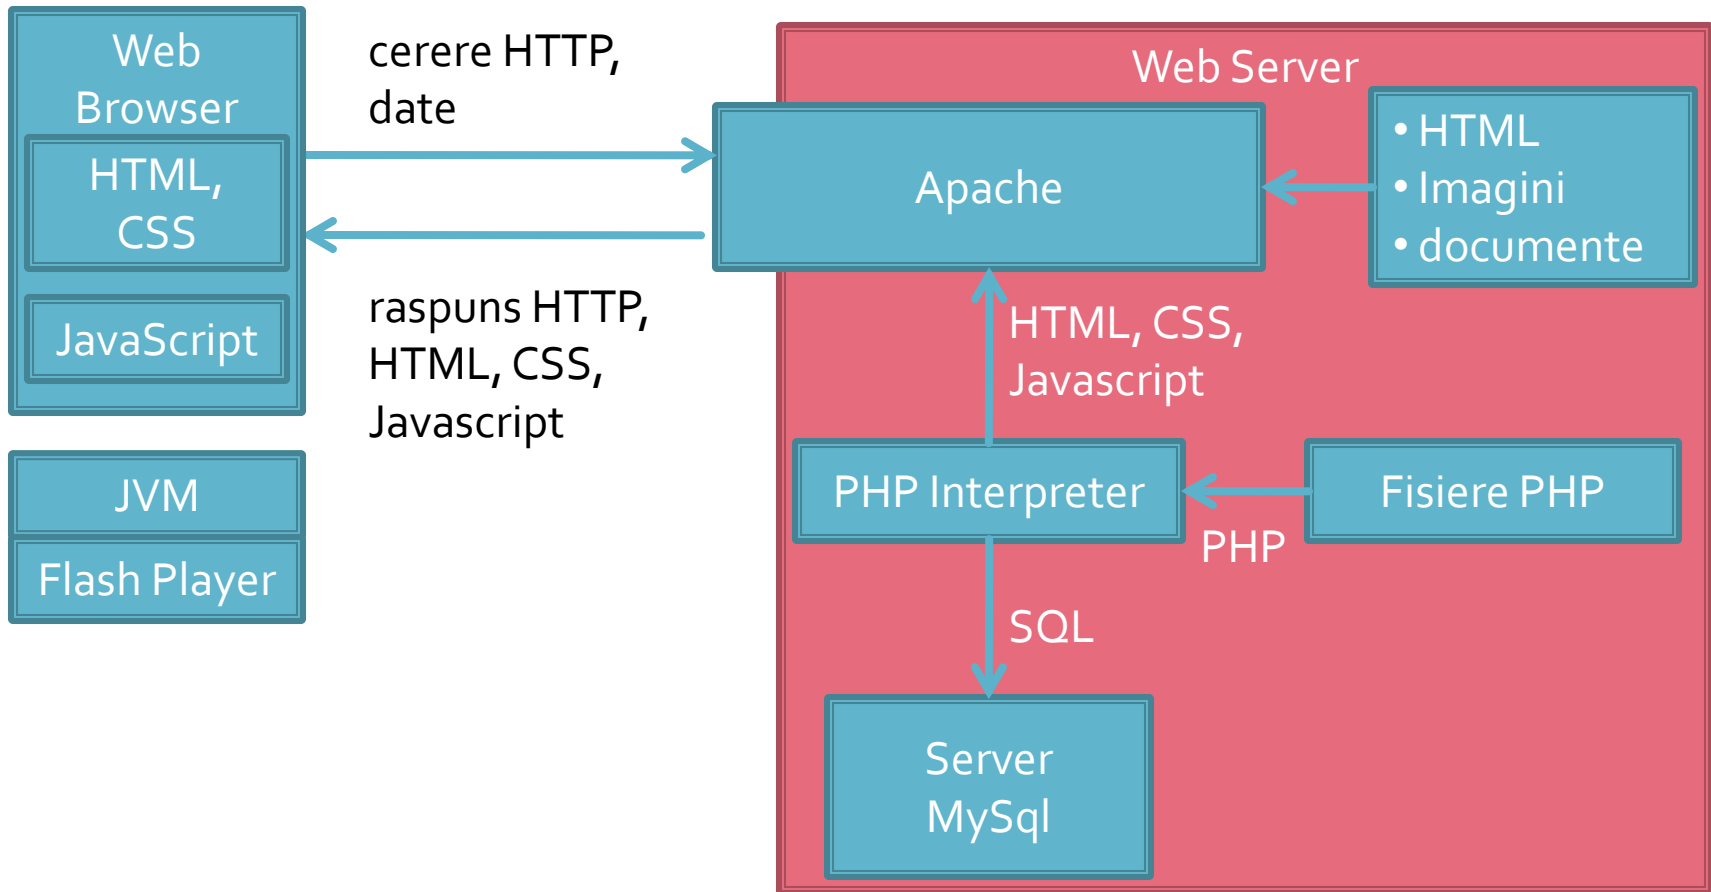 Web
Browser
HTML,
CSS
JavaScript
JVM
Flash Player
cerere HTTP,
date
raspuns HTTP,
HTML, CSS,
Javascript
Web Server
Apache
• HTML
• Imagini
• documente
HTML, CSS,
Javascript
PHP Interpreter
PHP
Fisiere PHP
SQL
Server
MySql